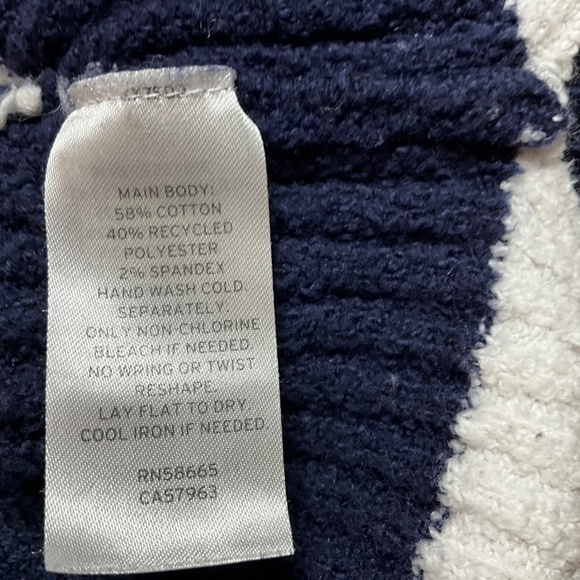 MAIN BODY:
58% COTTON
40% RECYCLED
POLYESTER
2% SPANDEX
HAND WASH COLD.
SEPARATELY.
ONLY NON-CHLORINE
BLEACH IF NEEDED.
NO WRING OR TWIST
RESHAPE.
LAY FLAT TO DRY.
COOL IRON IF NEEDED.
RN58665
CA57963